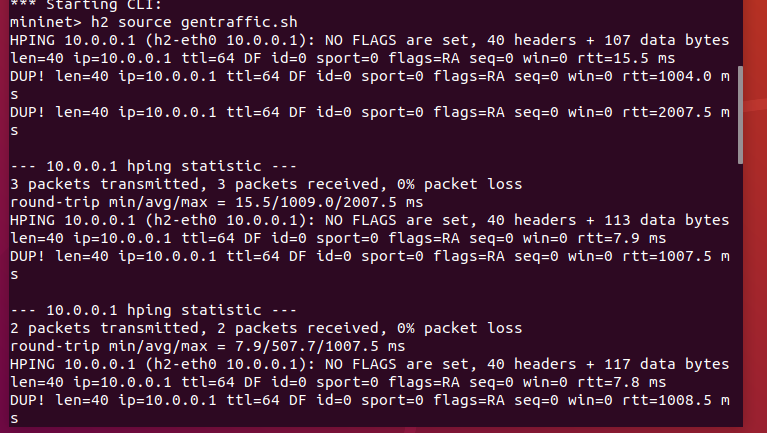 *** Starting CLI:
mininet> h2 source gentraffic.sh
HPING 10.0.0.1 (h2-eth0 10.0.0.1): NO FLAGS are set, 40 headers + 107 data bytes
len=40 ip=10.0.0.1 ttl=64 DF id=0 sport=0 flags=RA seq=0 win=0 rtt=15.5 ms
DUP! len=40 ip=10.0.0.1 ttl=64 DF id=0 sport=0 flags=RA seq=0 win=0 rtt=1004.0 m
s
DUP! len=40 ip=10.0.0.1 ttl=64 DF id=0 sport=0 flags=RA seq=0 win=0 rtt=2007.5 m
s
--- 10.0.0.1 hping statistic ---
3 packets transmitted, 3 packets received, 0% packet loss
round-trip min/avg/max = 15.5/1009.0/2007.5 ms
HPING 10.0.0.1 (h2-eth0 10.0.0.1): NO FLAGS are set, 40 headers + 113 data bytes
len=40 ip=10.0.0.1 ttl=64 DF id=0 sport=0 flags=RA seq=0 win=0 rtt=7.9 ms
DUP! len=40 ip=10.0.0.1 ttl=64 DF id=0 sport=0 flags=RA seq=0 win=0 rtt=1007.5 m
s
--- 10.0.0.1 hping statistic ---
2 packets transmitted, 2 packets received, 0% packet loss
round-trip min/avg/max = 7.9/507.7/1007.5 ms
HPING 10.0.0.1 (h2-eth0 10.0.0.1): NO FLAGS are set, 40 headers + 117 data bytes
len=40 ip=10.0.0.1 ttl=64 DF id=0 sport=0 flags=RA seq=0 win=0 rtt=7.8 ms
DUP! len=40 ip=10.0.0.1 ttl=64 DF id=0 sport=0 flags=RA seq=0 win=0 rtt=1008.5 m
s